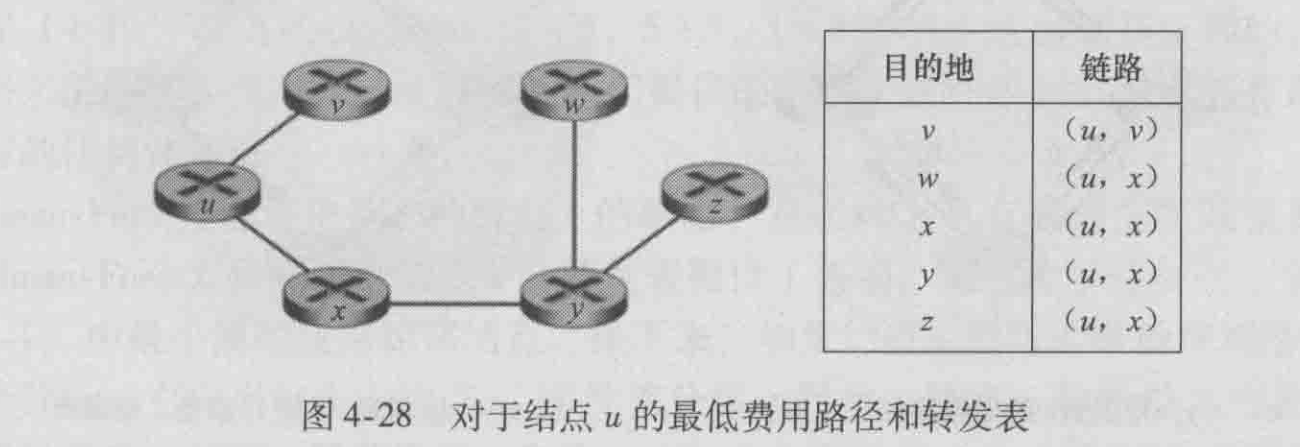 v
w
u
z
x
y
目的地 链路
v (u, v)
w (u, x)
x (u, x)
y (u, x)
z (u, x)
图 4-28 对于结点 u 的最低费用路径和转发表